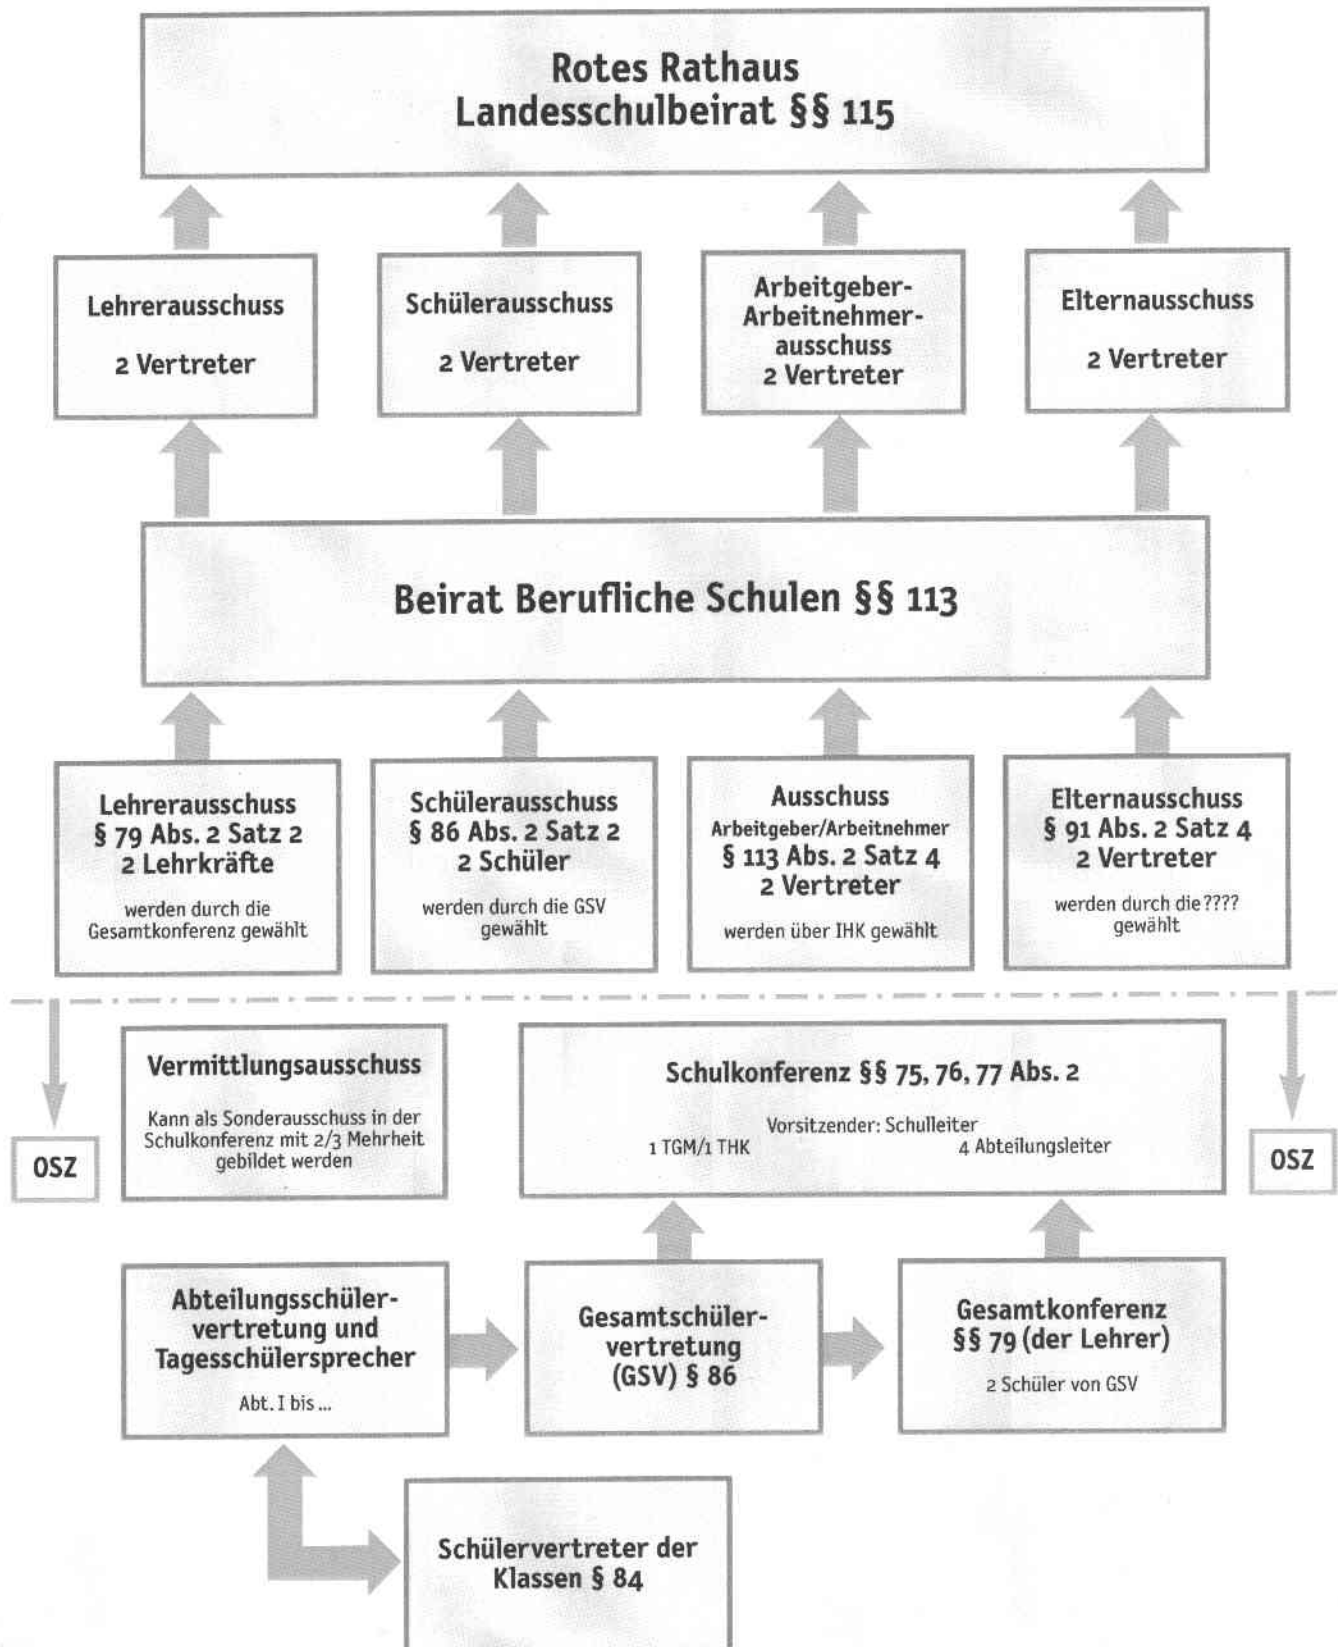 Rotes Rathaus
Landesschulbeirat §§ 115
Lehrerausschuss
2 Vertreter
Schülerausschuss
2 Vertreter
Arbeitgeber-
Arbeitnehmer-
ausschuss
2 Vertreter
Elternausschuss
2 Vertreter
Beirat Berufliche Schulen §§ 113
Lehrerausschuss
§ 79 Abs. 2 Satz 2
2 Lehrkräfte
werden durch die
Gesamtkonferenz gewählt
Schülerausschuss
§ 86 Abs. 2 Satz 2
2 Schüler
werden durch die GSV
gewählt
Ausschuss
Arbeitgeber/Arbeitnehmer
§ 113 Abs. 2 Satz 4
2 Vertreter
werden über IHK gewählt
Elternausschuss
§ 91 Abs. 2 Satz 4
2 Vertreter
werden durch die ????
gewählt
OSZ
Vermittlungsausschuss
Kann als Sonderausschuss in der
Schulkonferenz mit 2/3 Mehrheit
gebildet werden
Schulkonferenz §§ 75, 76, 77 Abs. 2
Vorsitzender: Schulleiter
1 TGM/1 THK 4 Abteilungsleiter
OSZ
Abteilungsschüler-
vertretung und
Tagesschülersprecher
Abt. I bis ...
Gesamtschüler-
vertretung
(GSV) § 86
Gesamtkonferenz
§§ 79 (der Lehrer)
2 Schüler von GSV
Schülervertreter der
Klassen § 84